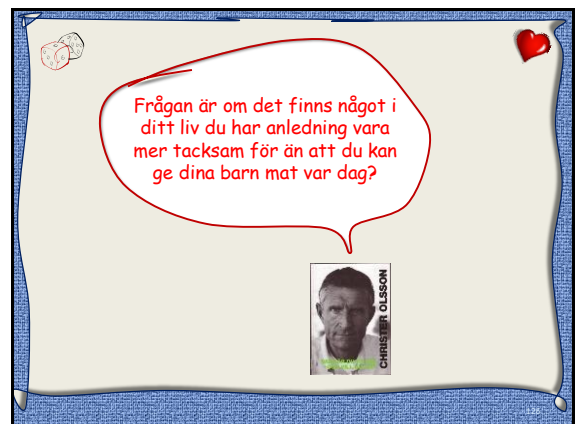 Frågan är om det finns något i
ditt liv du har anledning vara
mer tacksam för än att du kan
ge dina barn mat var dag?
CHRISTER OLSSON
126